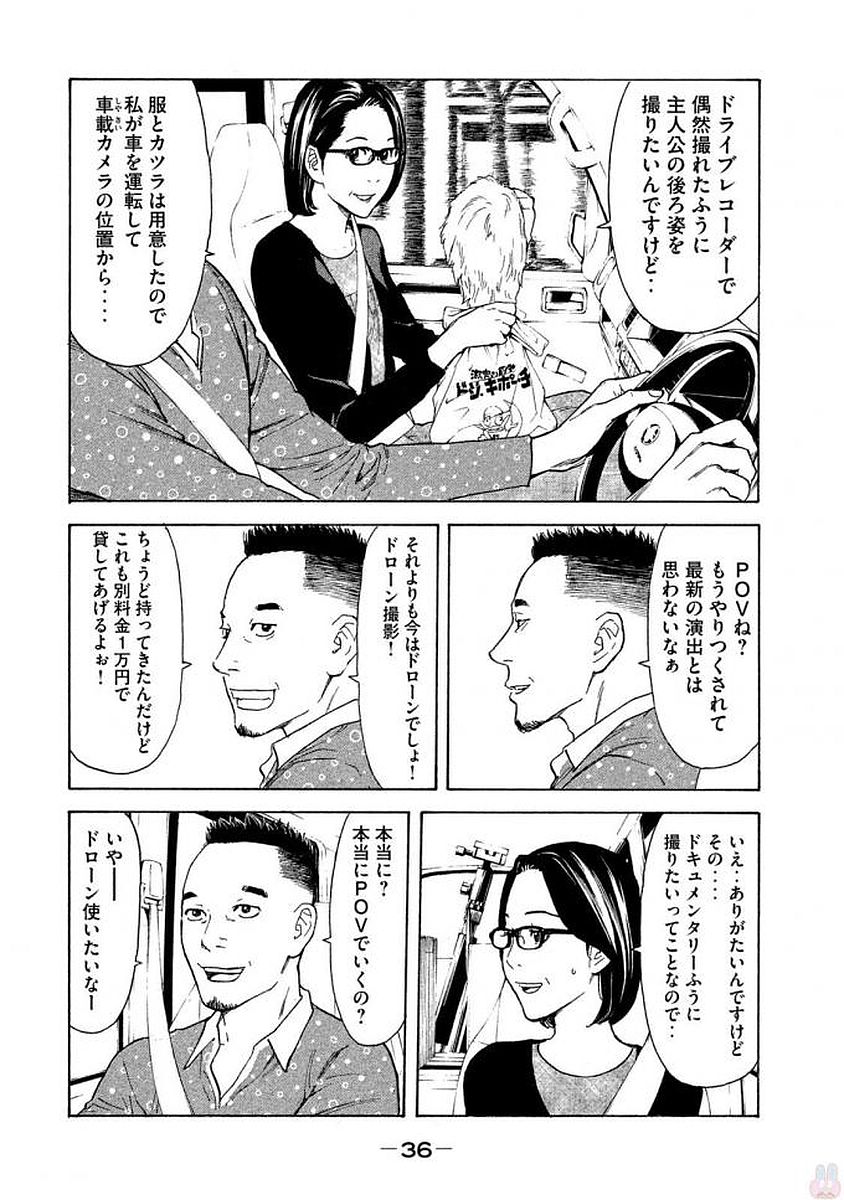 ドライブレコーダーで
偶然撮れたふうに
主人公の後ろ姿を
撮りたいんですけど‥
服とカツラは用意したので
私が車を運転して
車載カメラの位置から‥‥
しゃさい
ドジ・キホーテ
POVね?
もうやりつくされて
最新の演出とは
思わないなぁ
それよりも今はドローンでしょ!
ドローン撮影!
ちょうど持ってきたんだけど
これも別料金1万円で
貸してあげるよぉ!
いえ‥ありがたいんですけど
その‥‥
ドキュメンタリーふうに
撮りたいってことなので‥
本当に?
本当にPOVでいくの?
いやー
ドローン使いたいなー
—36—